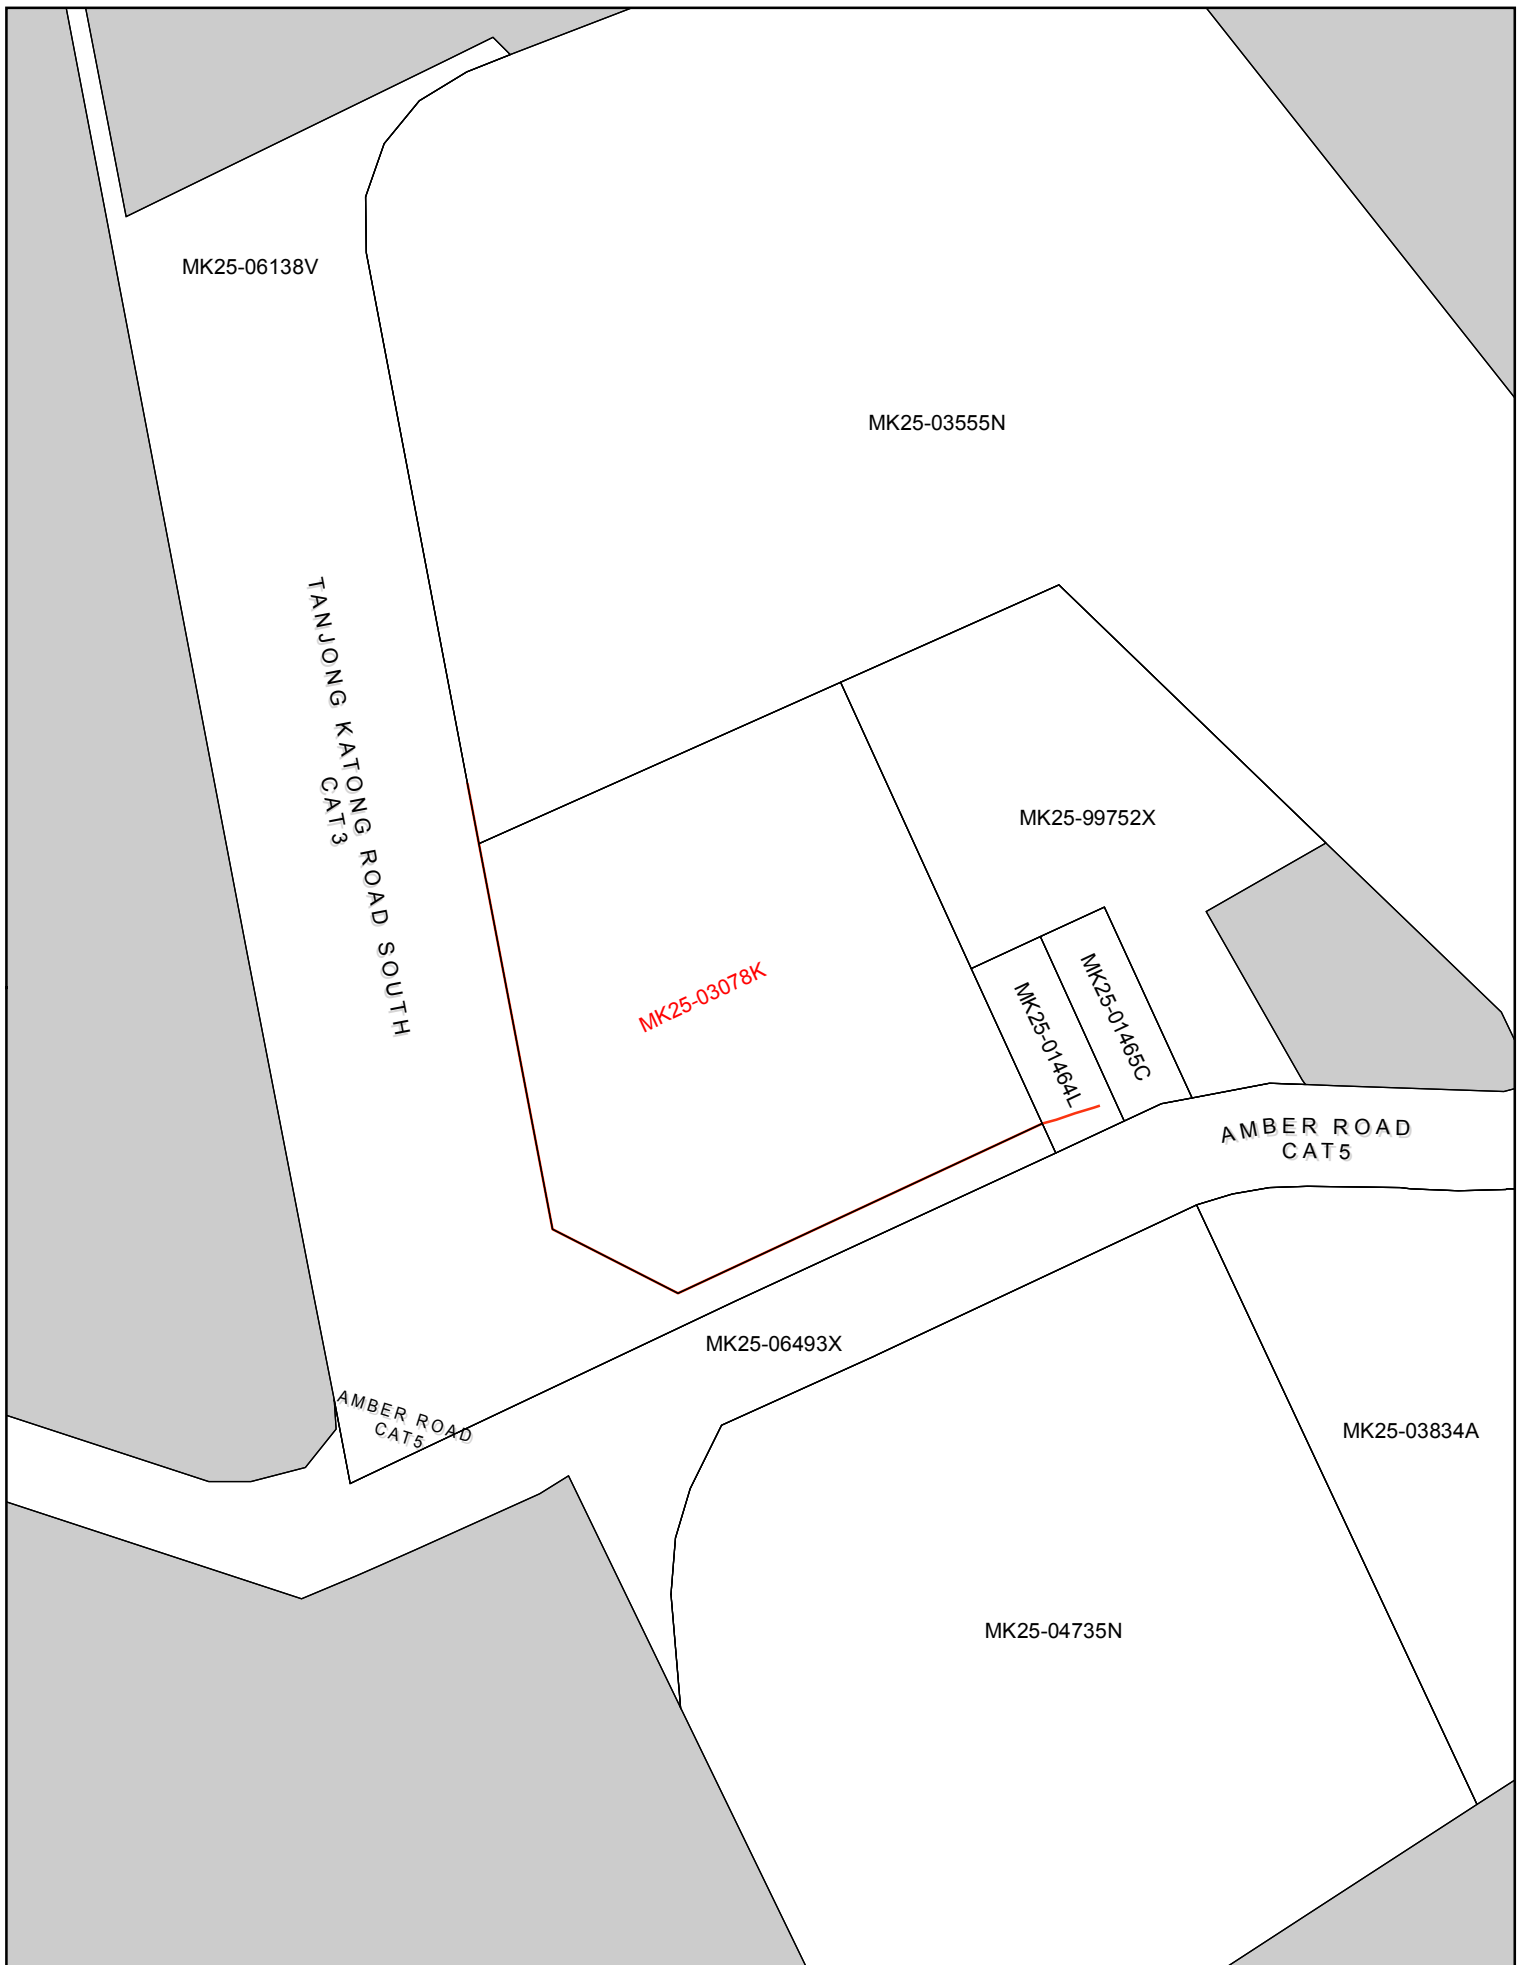 MK25-06138V
MK25-03555N
TANJONG KATONG ROAD SOUTH
CAT3
MK25-99752X
MK25-03078K
MK25-01464L
MK25-01465C
AMBER ROAD
CAT5
MK25-06493X
AMBER ROAD
CAT5
MK25-03834A
MK25-04735N